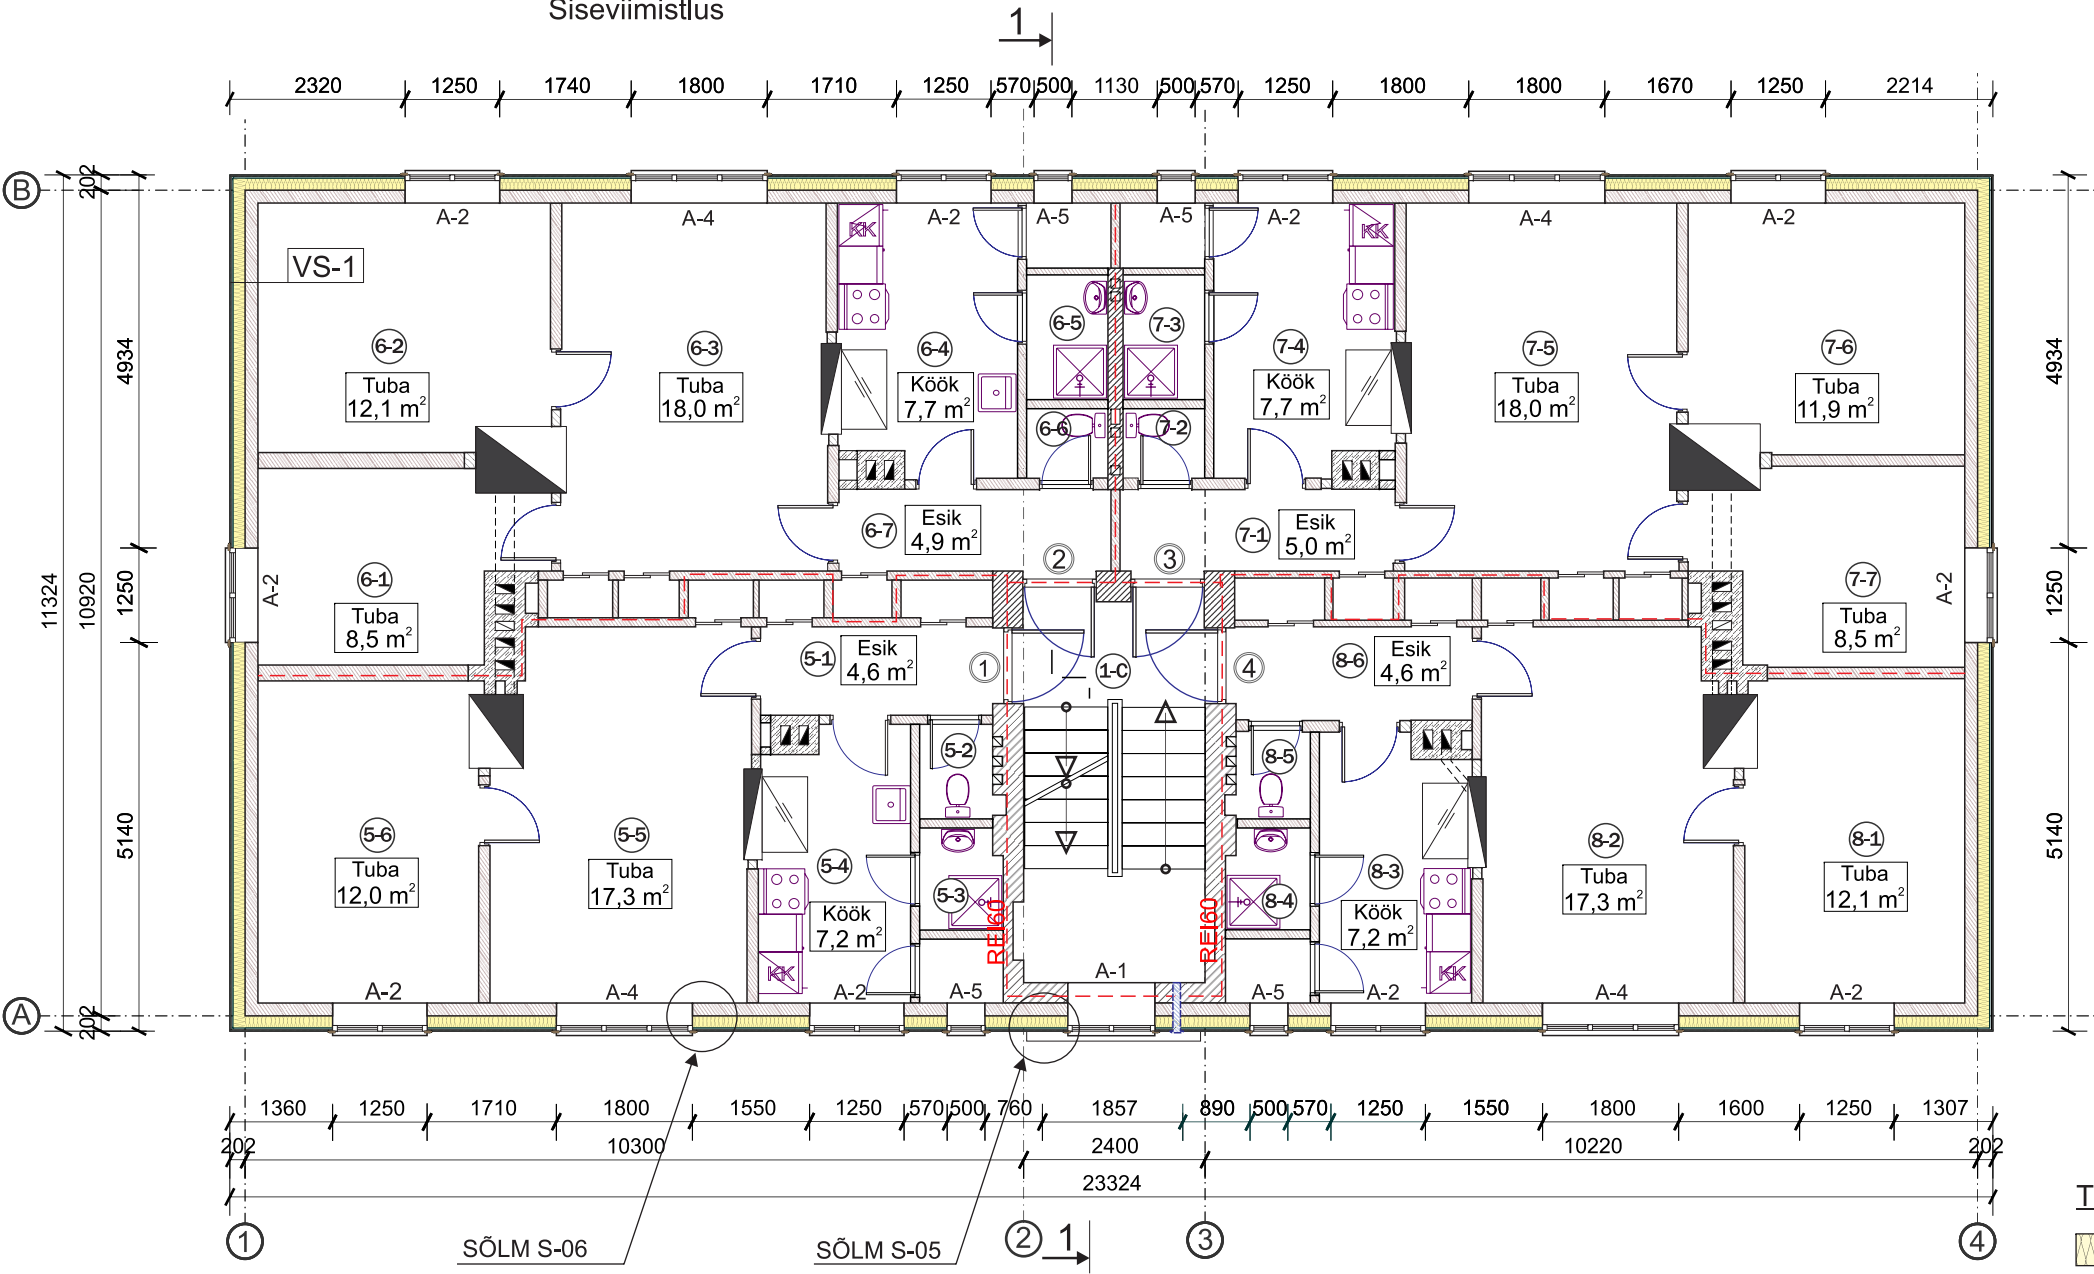 Siseviimistlus
1
2320 1250 1740 1800 1710 1250 570 500 1130 500 570 1250 1800 1800 1670 1250 2214
B
202
A-2 A-4 A-2 A-5 A-5 A-2 A-4 A-2
VS-1
KK KK
6-2 6-3 6-4 6-5 7-3 7-4 7-5 7-6
Tuba
12,1 m²
Tuba
18,0 m²
Köök
7,7 m²
Köök
7,7 m²
Tuba
18,0 m²
Tuba
11,9 m²
4934 4934
6-6 7-2
6-7
Esik
4,9 m²
7-1
Esik
5,0 m²
2 3
11324 10920 1250 A-2 A-2 1250
6-1
Tuba
8,5 m²
7-7
Tuba
8,5 m²
5-1
Esik
4,6 m²
1 1-C 4
8-6
Esik
4,6 m²
5-2 8-5
5140 5140
5-6
Tuba
12,0 m²
5-5
Tuba
17,3 m²
5-4
Köök
7,2 m²
5-3
8-4
8-3
Köök
7,2 m²
8-2
Tuba
17,3 m²
8-1
Tuba
12,1 m²
REI60 REI60
KK KK
A-2 A-4 A-2 A-5 A-1 A-5 A-2 A-4 A-2
A
202
1360 1250 1710 1800 1550 1250 570 500 760 1857 890 500 570 1250 1550 1800 1600 1250 1307
202 10300 2400 10220 202
23324
T
1 2 1 3 4
SÕLM S-06 SÕLM S-05